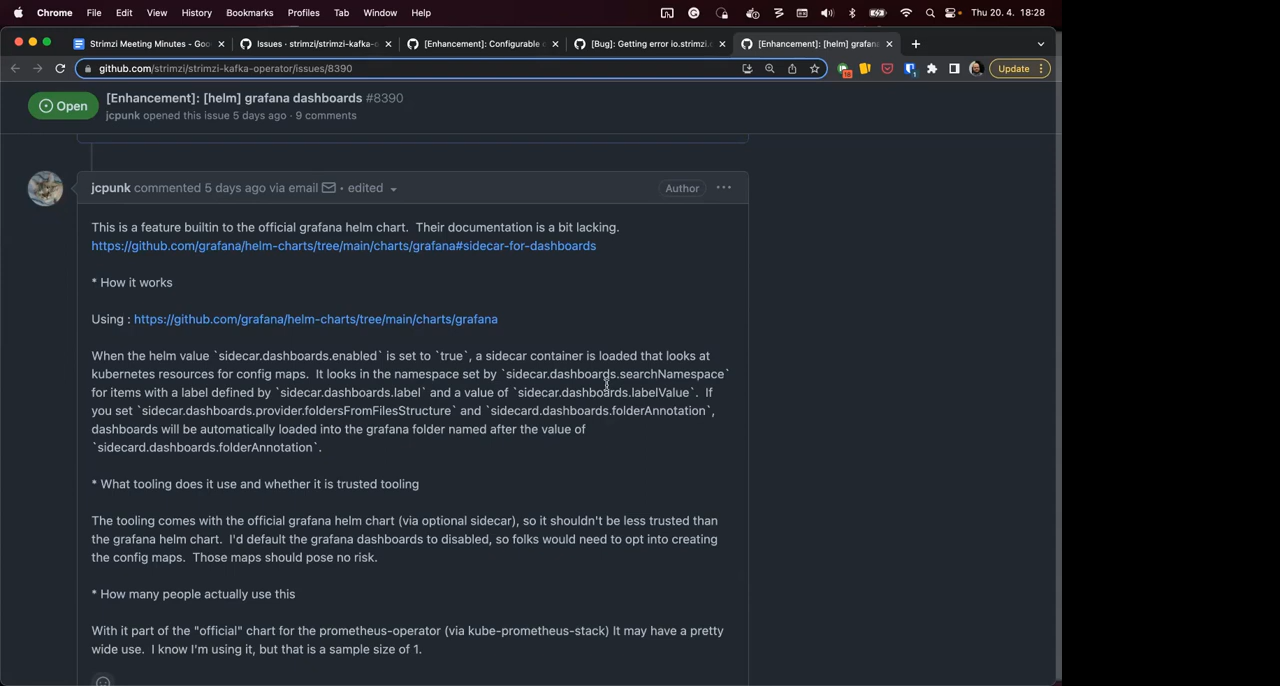 Chrome File Edit View History Bookmarks Profiles Tab Window Help Thu 20. 4. 18:28
Strimzi Meeting Minutes - Goo Issues · strimzi/strimzi-kafka-o [Enhancement]: Configurable c [Bug]: Getting error io.strimzi.c [Enhancement]: [helm] grafana
github.com/strimzi/strimzi-kafka-operator/issues/8390 18 Update
Open [Enhancement]: [helm] grafana dashboards #8390
jcpunk opened this issue 5 days ago · 9 comments
jcpunk commented 5 days ago via email • edited Author
This is a feature builtin to the official grafana helm chart. Their documentation is a bit lacking.
https://github.com/grafana/helm-charts/tree/main/charts/grafana#sidecar-for-dashboards
* How it works
Using : https://github.com/grafana/helm-charts/tree/main/charts/grafana
When the helm value `sidecar.dashboards.enabled` is set to `true`, a sidecar container is loaded that looks at
kubernetes resources for config maps. It looks in the namespace set by `sidecar.dashboards.searchNamespace`
for items with a label defined by `sidecar.dashboards.label` and a value of `sidecar.dashboards.labelValue`. If
you set `sidecar.dashboards.provider.foldersFromFilesStructure` and `sidecard.dashboards.folderAnnotation`,
dashboards will be automatically loaded into the grafana folder named after the value of
`sidecard.dashboards.folderAnnotation`.
* What tooling does it use and whether it is trusted tooling
The tooling comes with the official grafana helm chart (via optional sidecar), so it shouldn't be less trusted than
the grafana helm chart. I'd default the grafana dashboards to disabled, so folks would need to opt into creating
the config maps. Those maps should pose no risk.
* How many people actually use this
With it part of the "official" chart for the prometheus-operator (via kube-prometheus-stack) It may have a pretty
wide use. I know I'm using it, but that is a sample size of 1.